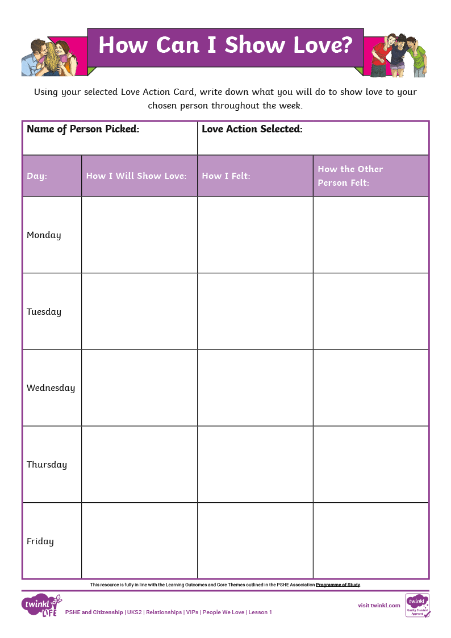 How Can I Show Love?
Using your selected Love Action Card, write down what you will do to show love to your
chosen person throughout the week.
Name of Person Picked: Love Action Selected:
Day: How I Will Show Love: How I Felt: How the Other
Person Felt:
Monday
Tuesday
Wednesday
Thursday
Friday
This resource is fully in line with the Learning Outcomes and Core Themes outlined in the PSHE Association Programme of Study
twinkl
LIFE
PSHE and Citizenship | UKS2 | Relationships | VIPs | People We Love | Lesson 1
visit twinkl.com
twinkl